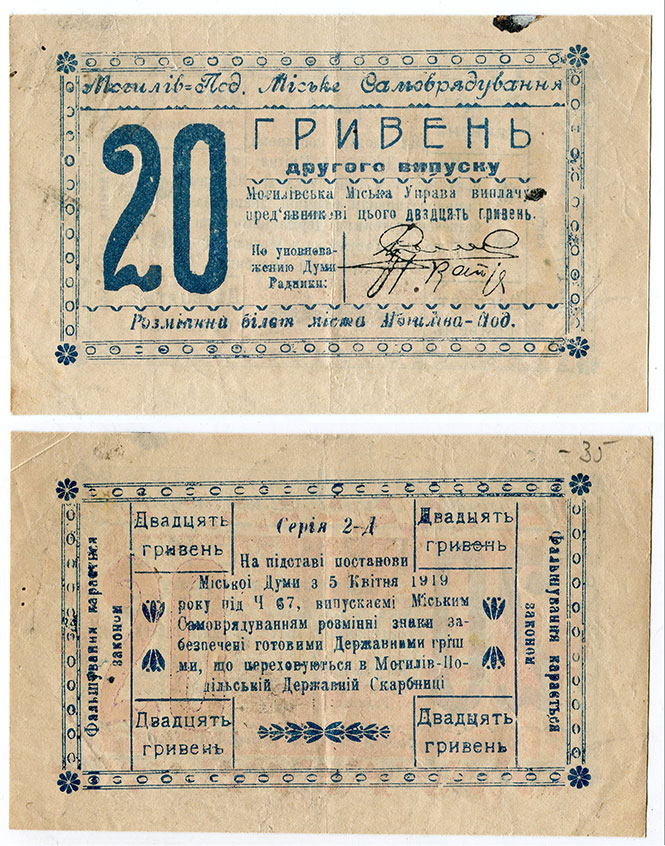 Могилів=Под. Міське Самоврядування
20
ГРИВЕНЬ
другого випуску
Могилівська Міська Управа виплачує
пред'явникеві цього двадцять гривень.
По уповнова-
женню Думи
Радники:
Розмінний білет міста Могиліва-Под.
- 35
Фальшування карається
законом
Двадцять
гривень
Серія 2-Д
Двадцять
гривень
На підставі постанови
Міської Думи з 5 Квітня 1919
року під Ч 67, випускаємі Міським
Самоврядуванням розмінні знаки за-
безпечені готовими Державними гріш
ми, що переховуються в Могилів-По-
дільській Державній Скарбниці
Двадцять
гривень
Двадцять
гривень
Фальшування карається
законом